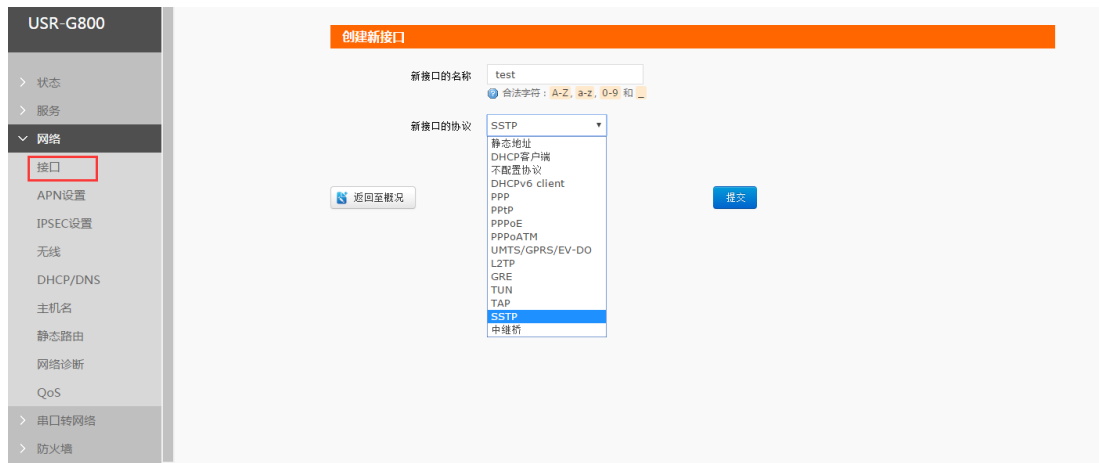 USR-G800
状态
服务
网络
接口
APN设置
IPSEC设置
无线
DHCP/DNS
主机名
静态路由
网络诊断
QoS
串口转网络
防火墙
创建新接口
新接口的名称 test
合法字符：A-Z, a-z, 0-9 和 _
新接口的协议 SSTP
静态地址
DHCP客户端
不配置协议
DHCPv6 client
PPP
PPtP
PPPoE
PPPoATM
UMTS/GPRS/EV-DO
L2TP
GRE
TUN
TAP
SSTP
中继桥
返回至概况
提交